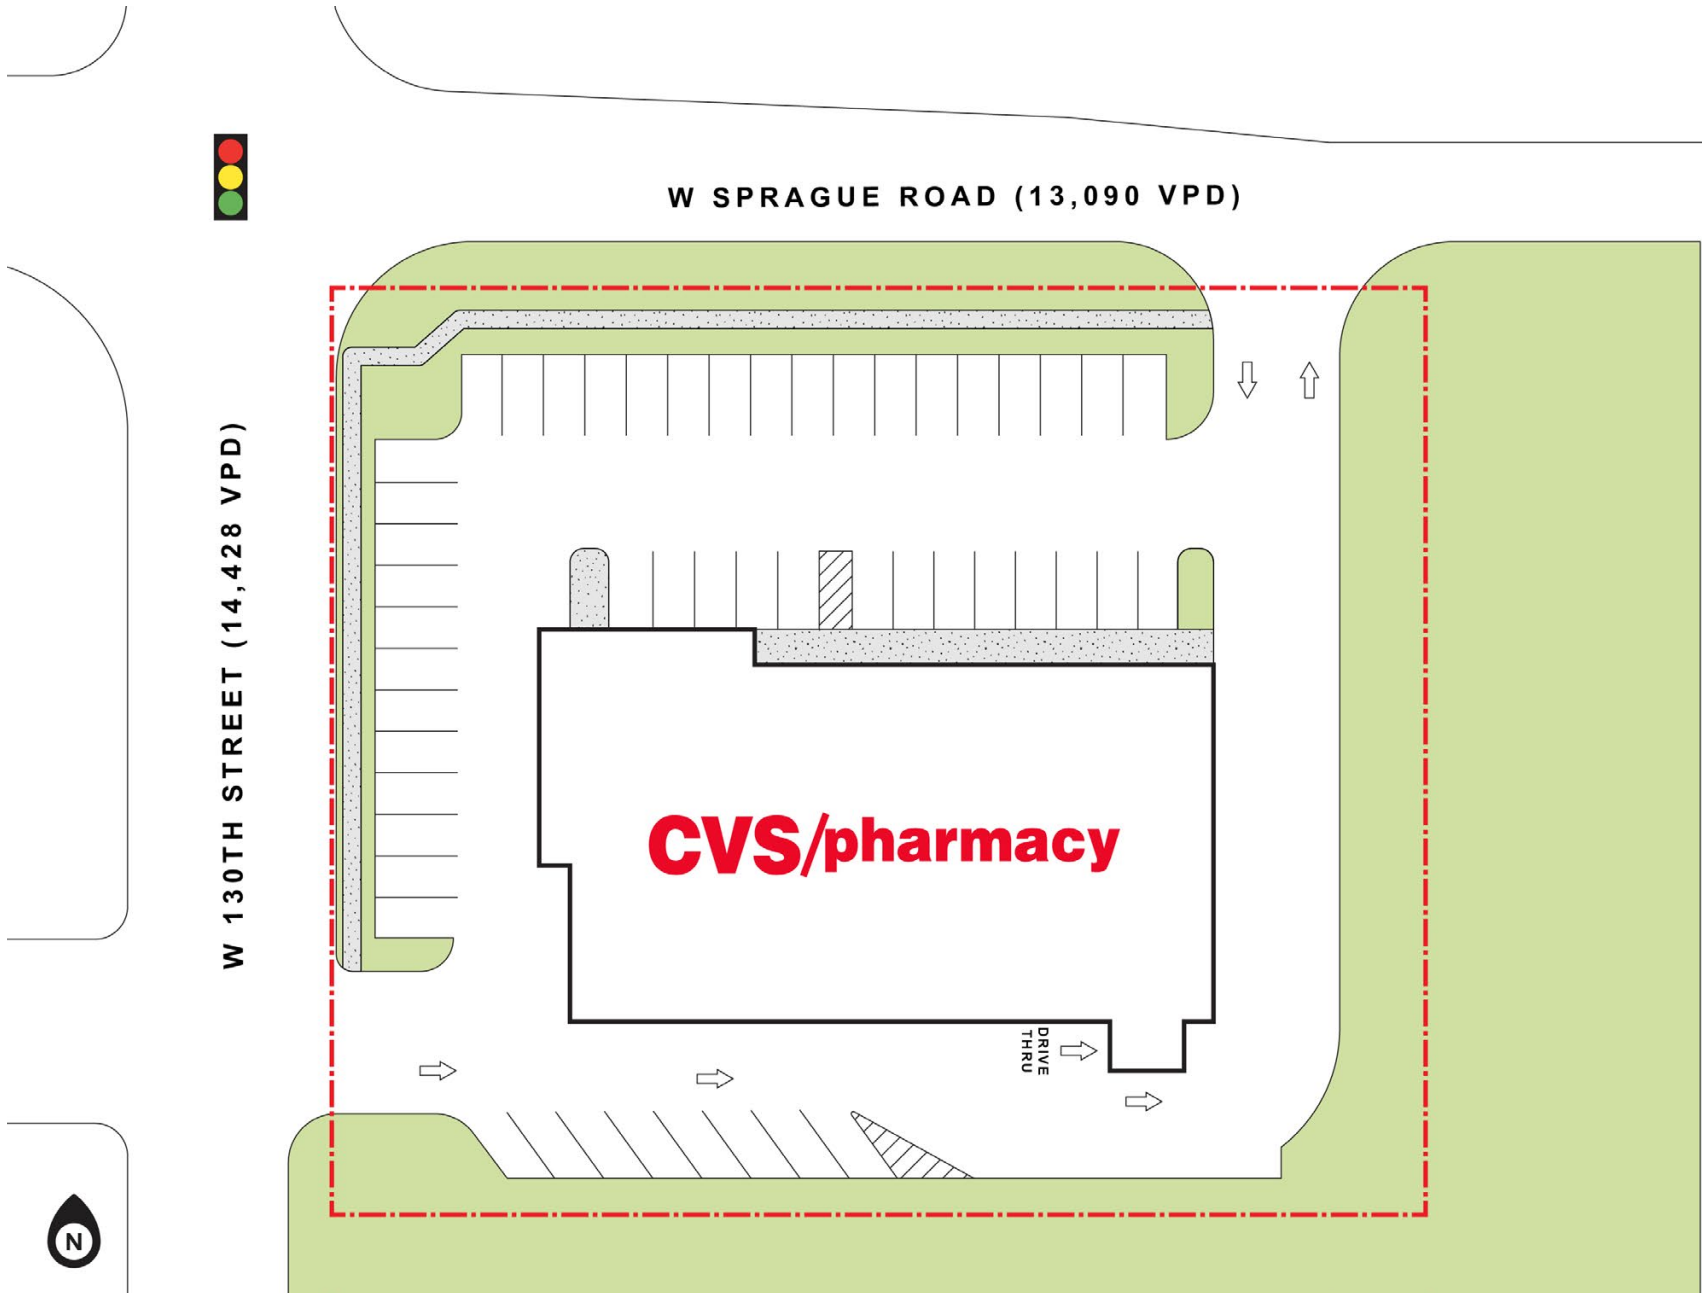 W SPRAGUE ROAD (13,090 VPD)
W 130TH STREET (14,428 VPD)
CVS/pharmacy
DRIVE
THRU
N